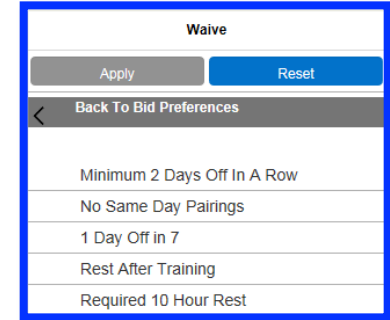 Waive
Apply Reset
Back To Bid Preferences
Minimum 2 Days Off In A Row
No Same Day Pairings
1 Day Off in 7
Rest After Training
Required 10 Hour Rest